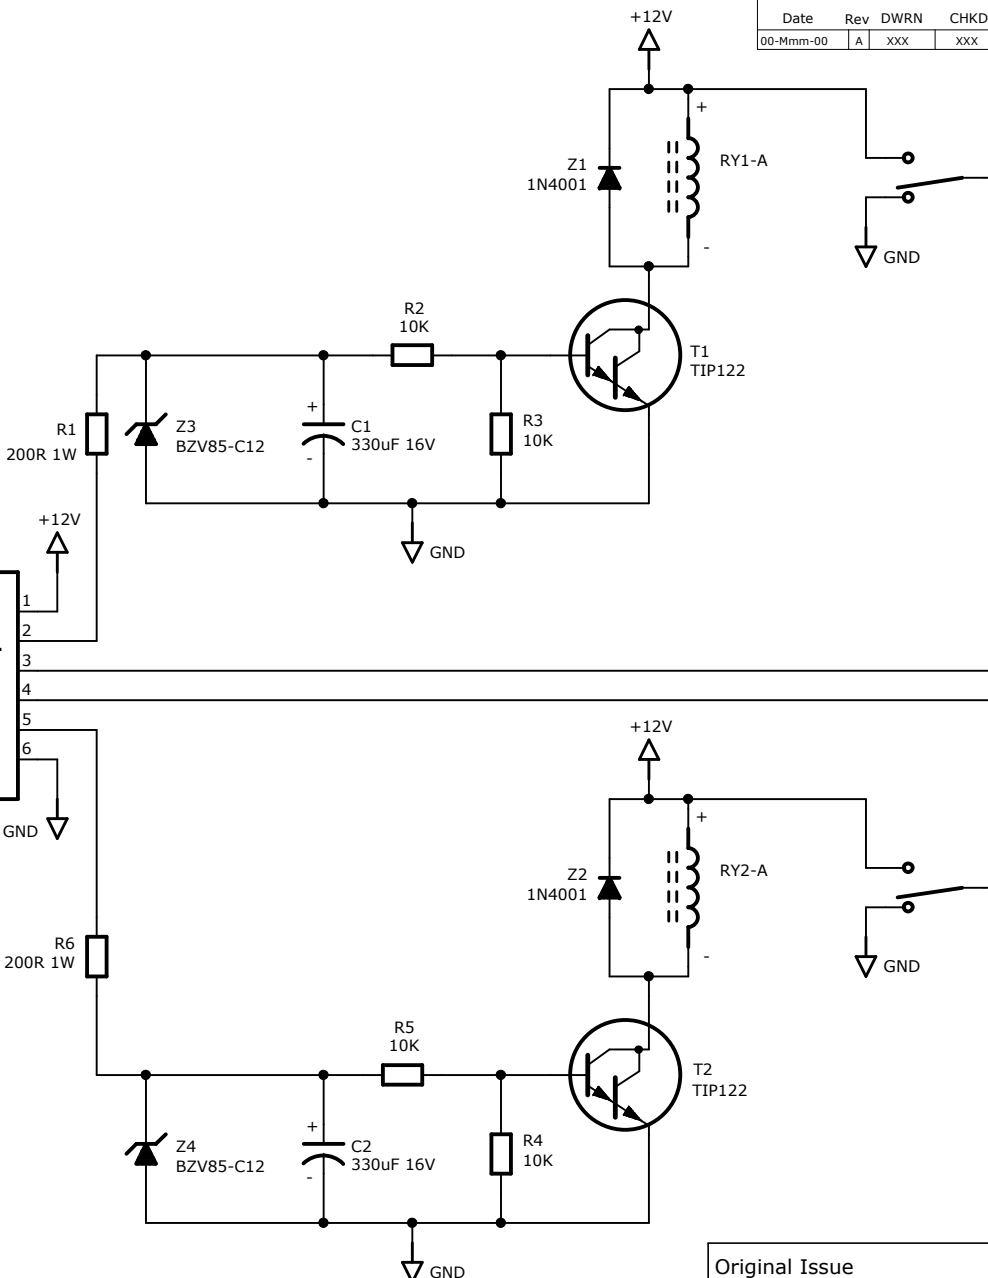 +12V
Date Rev DWRN CHKD
00-Mmm-00 A XXX XXX
+
Z1
1N4001
RY1-A
-
GND
R2
10K
T1
TIP122
R1
200R 1W
Z3
BZV85-C12
+
C1
330uF 16V
-
R3
10K
+12V
GND
1
2
3
4
5
6
GND
+12V
+
Z2
1N4001
RY2-A
-
GND
R6
200R 1W
R5
10K
T2
TIP122
Z4
BZV85-C12
+
C2
330uF 16V
-
R4
10K
GND
Original Issue